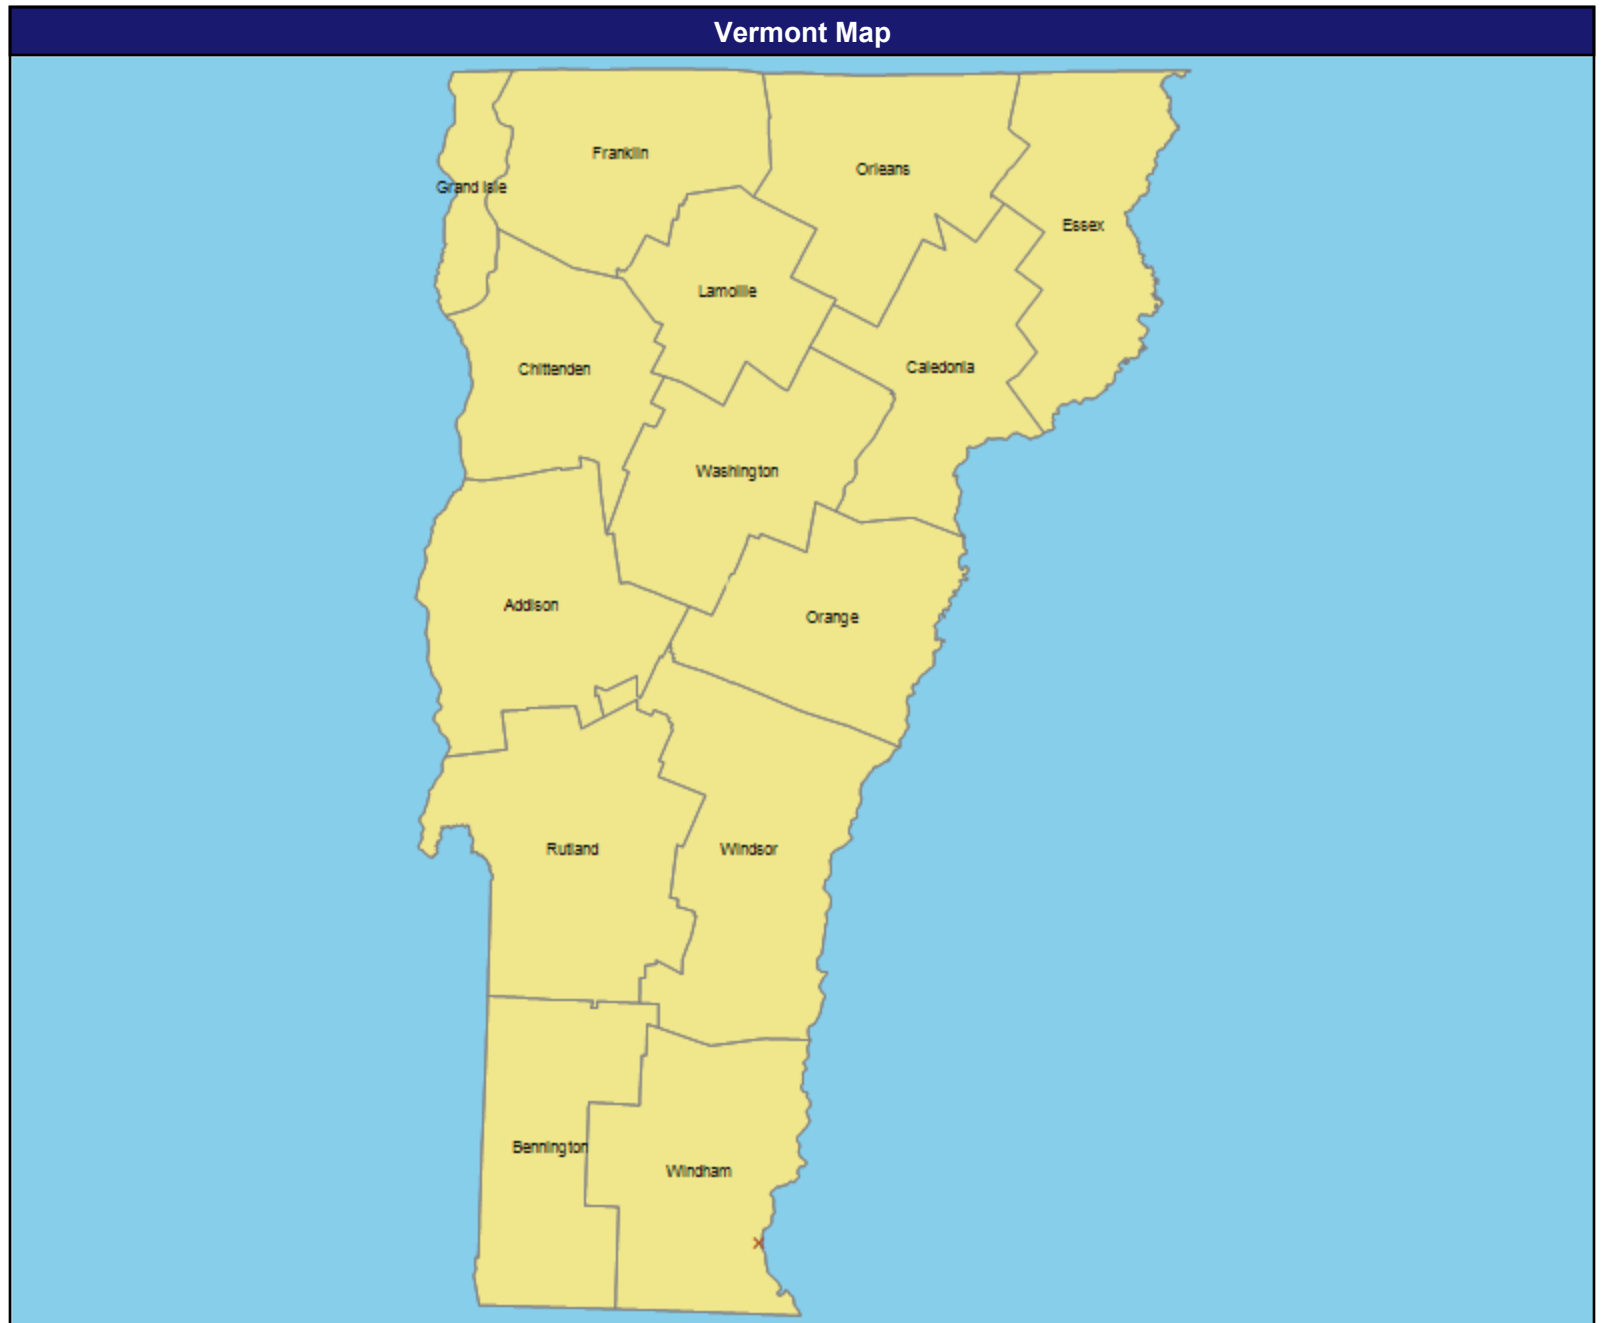 Vermont Map
Franklin
Orleans
Grand Isle
Essex
Lamoille
Chittenden
Caledonia
Washington
Addison
Orange
Rutland
Windsor
Bennington
Windham